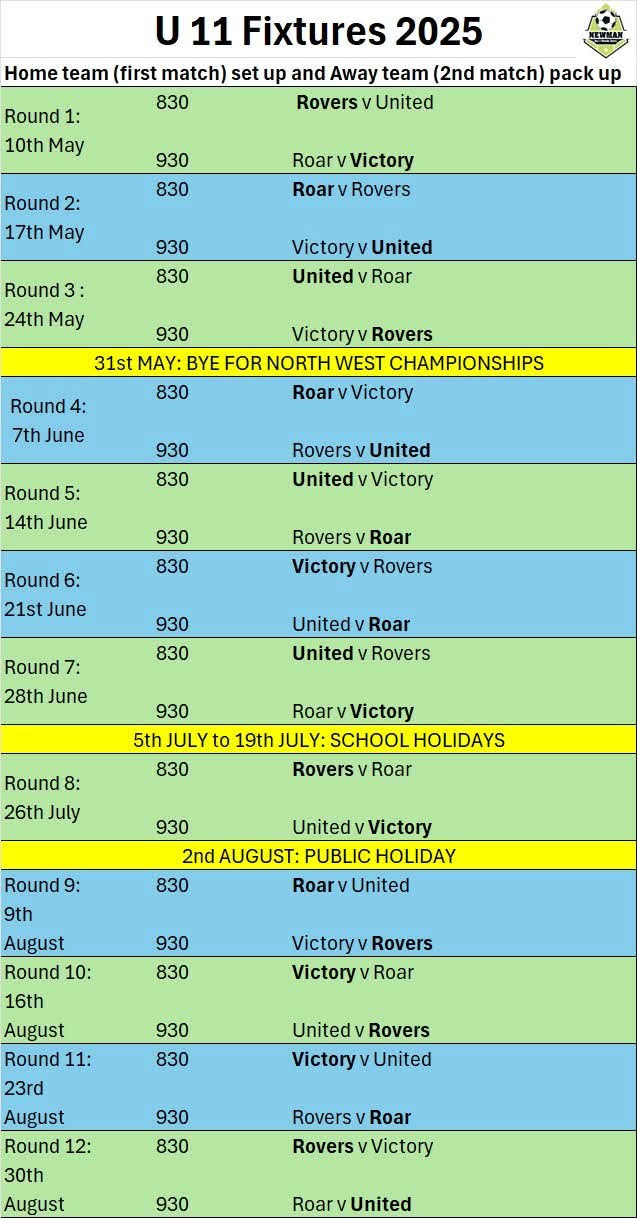 U 11 Fixtures 2025
NEWMAN
Home team (first match) set up and Away team (2nd match) pack up
Round 1:
10th May
830 Rovers v United
930 Roar v Victory
Round 2:
17th May
830 Roar v Rovers
930 Victory v United
Round 3 :
24th May
830 United v Roar
930 Victory v Rovers
31st MAY: BYE FOR NORTH WEST CHAMPIONSHIPS
Round 4:
7th June
830 Roar v Victory
930 Rovers v United
Round 5:
14th June
830 United v Victory
930 Rovers v Roar
Round 6:
21st June
830 Victory v Rovers
930 United v Roar
Round 7:
28th June
830 United v Rovers
930 Roar v Victory
5th JULY to 19th JULY: SCHOOL HOLIDAYS
Round 8:
26th July
830 Rovers v Roar
930 United v Victory
2nd AUGUST: PUBLIC HOLIDAY
Round 9: 830 Roar v United
9th
August 930 Victory v Rovers
Round 10: 830 Victory v Roar
16th
August 930 United v Rovers
Round 11: 830 Victory v United
23rd
August 930 Rovers v Roar
Round 12: 830 Rovers v Victory
30th
August 930 Roar v United